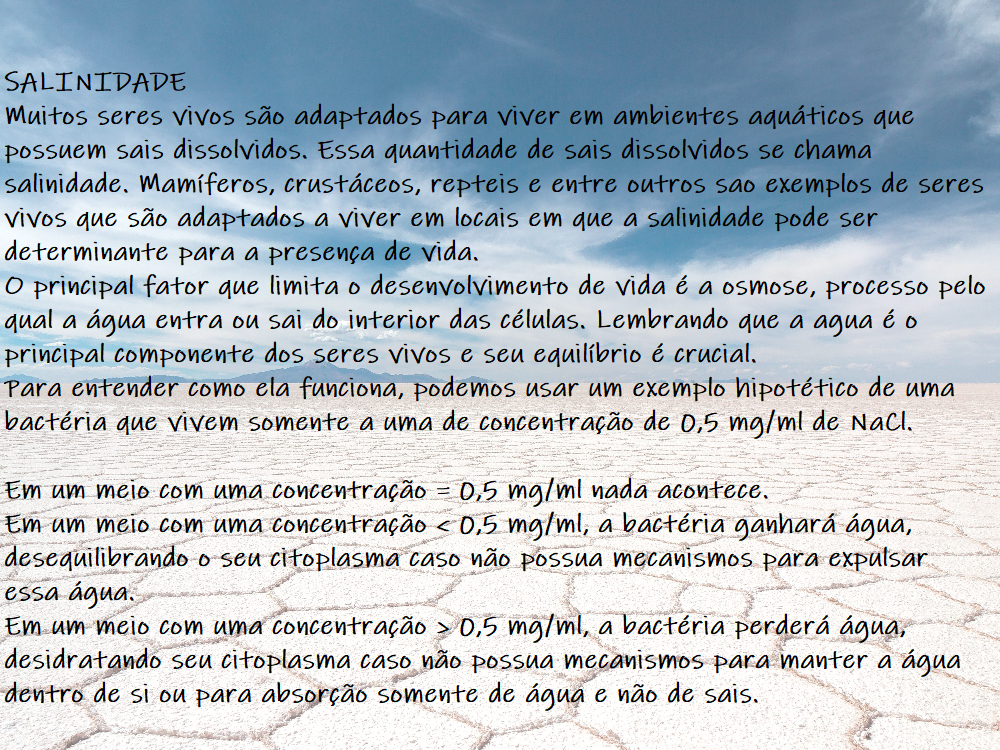 SALINIDADE
Muitos seres vivos são adaptados para viver em ambientes aquáticos que
possuem sais dissolvidos. Essa quantidade de sais dissolvidos se chama
salinidade. Mamíferos, crustáceos, repteis e entre outros sao exemplos de seres
vivos que são adaptados a viver em locais em que a salinidade pode ser
determinante para a presença de vida.
O principal fator que limita o desenvolvimento de vida é a osmose, processo pelo
qual a água entra ou sai do interior das células. Lembrando que a agua é o
principal componente dos seres vivos e seu equilíbrio é crucial.
Para entender como ela funciona, podemos usar um exemplo hipotético de uma
bactéria que vivem somente a uma de concentração de 0,5 mg/ml de NaCl.
Em um meio com uma concentração = 0,5 mg/ml nada acontece.
Em um meio com uma concentração < 0,5 mg/ml, a bactéria ganhará água,
desequilibrando o seu citoplasma caso não possua mecanismos para expulsar
essa água.
Em um meio com uma concentração > 0,5 mg/ml, a bactéria perderá água,
desidratando seu citoplasma caso não possua mecanismos para manter a água
dentro de si ou para absorção somente de água e não de sais.